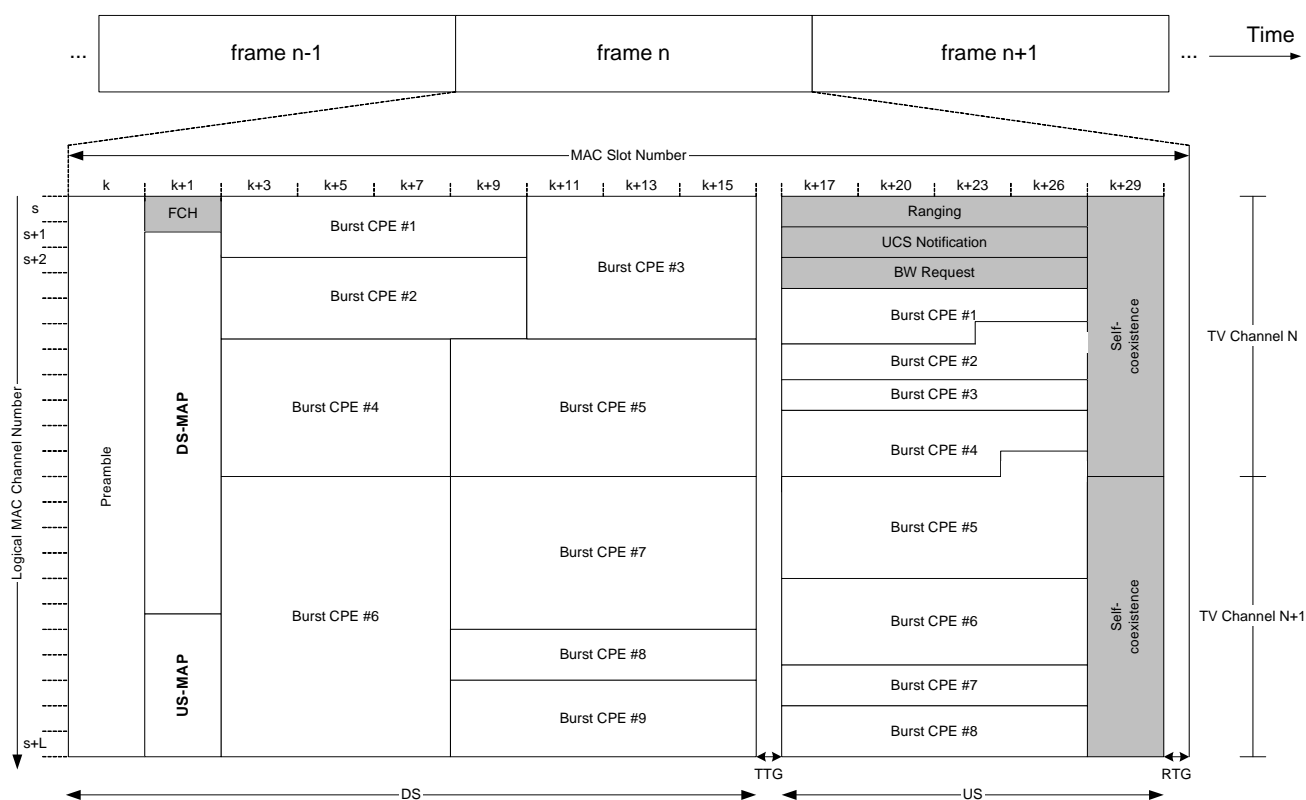 ... frame n-1 frame n frame n+1 ... Time
MAC Slot Number
k k+1 k+3 k+5 k+7 k+9 k+11 k+13 k+15 k+17 k+20 k+23 k+26 k+29
s
s+1
s+2
s+L
Logical MAC Channel Number
Preamble
FCH
DS-MAP
US-MAP
Burst CPE #1
Burst CPE #2
Burst CPE #3
Burst CPE #4
Burst CPE #5
Burst CPE #6
Burst CPE #7
Burst CPE #8
Burst CPE #9
Ranging
UCS Notification
BW Request
Burst CPE #1
Burst CPE #2
Burst CPE #3
Burst CPE #4
Burst CPE #5
Burst CPE #6
Burst CPE #7
Burst CPE #8
Self-
coexistence
Self-
coexistence
TV Channel N
TV Channel N+1
TTG
RTG
DS
US